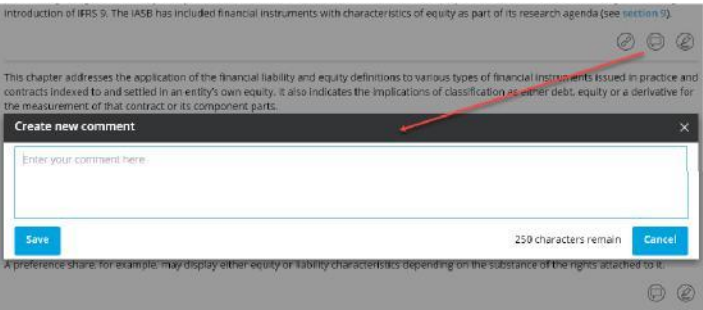 introduction of IFRS 9. The IASB has included financial instruments with characteristics of equity as part of its research agenda (see section 9).
This chapter addresses the application of the financial liability and equity definitions to various types of financial instruments issued in practice and
contracts indexed to and settled in an entity's own equity. It also indicates the implications of classification as either debt, equity or a derivative for
the measurement of that contract or its component parts.
Create new comment
Enter your comment here
Save
250 characters remain
Cancel
A preference share, for example, may display either equity or liability characteristics depending on the substance of the rights attached to it.